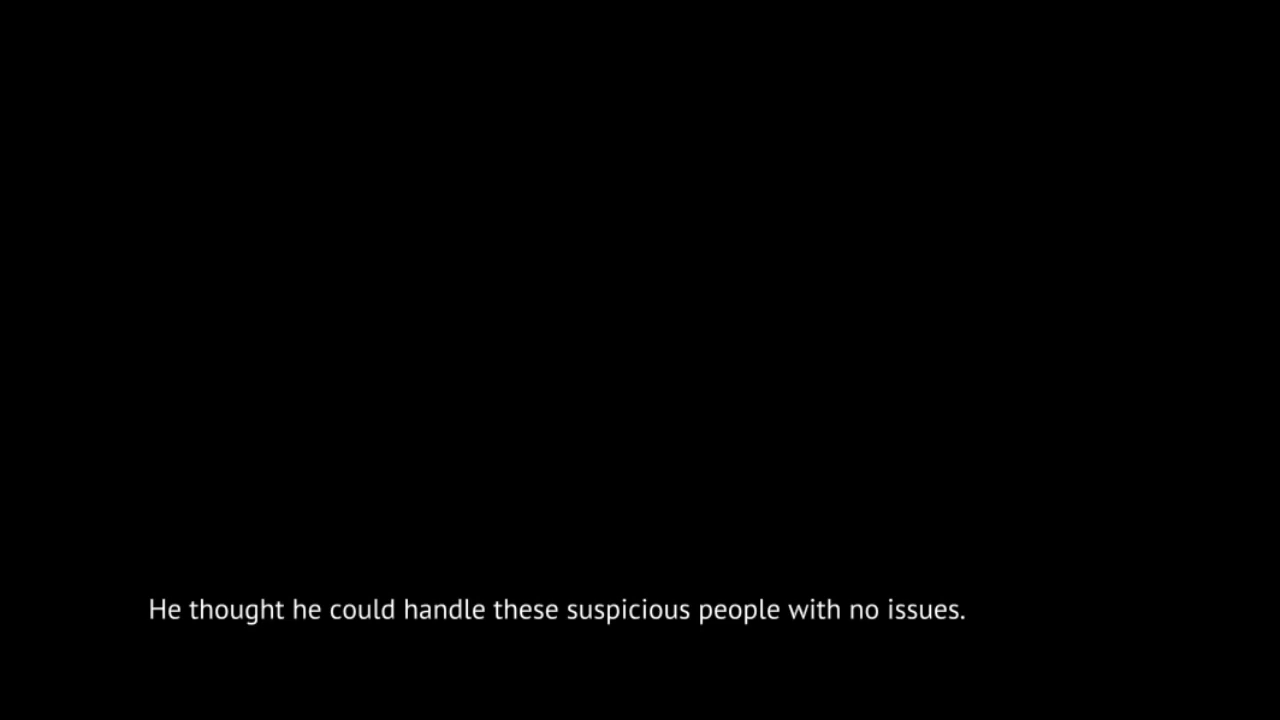 He thought he could handle these suspicious people with no issues.